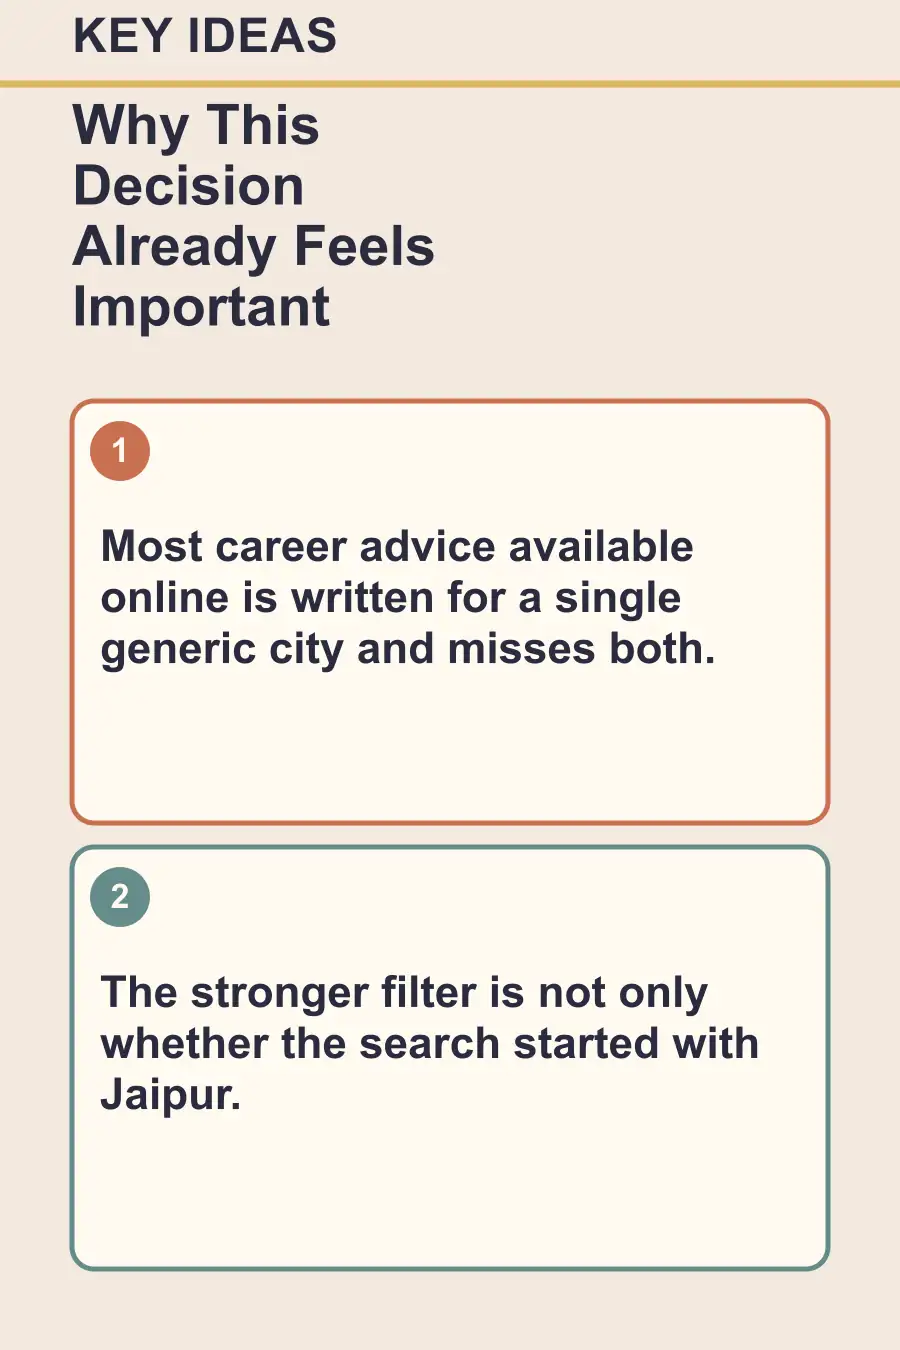 KEY IDEAS
Why This
Decision
Already Feels
Important
1
Most career advice available
online is written for a single
generic city and misses both.
2
The stronger filter is not only
whether the search started with
Jaipur.